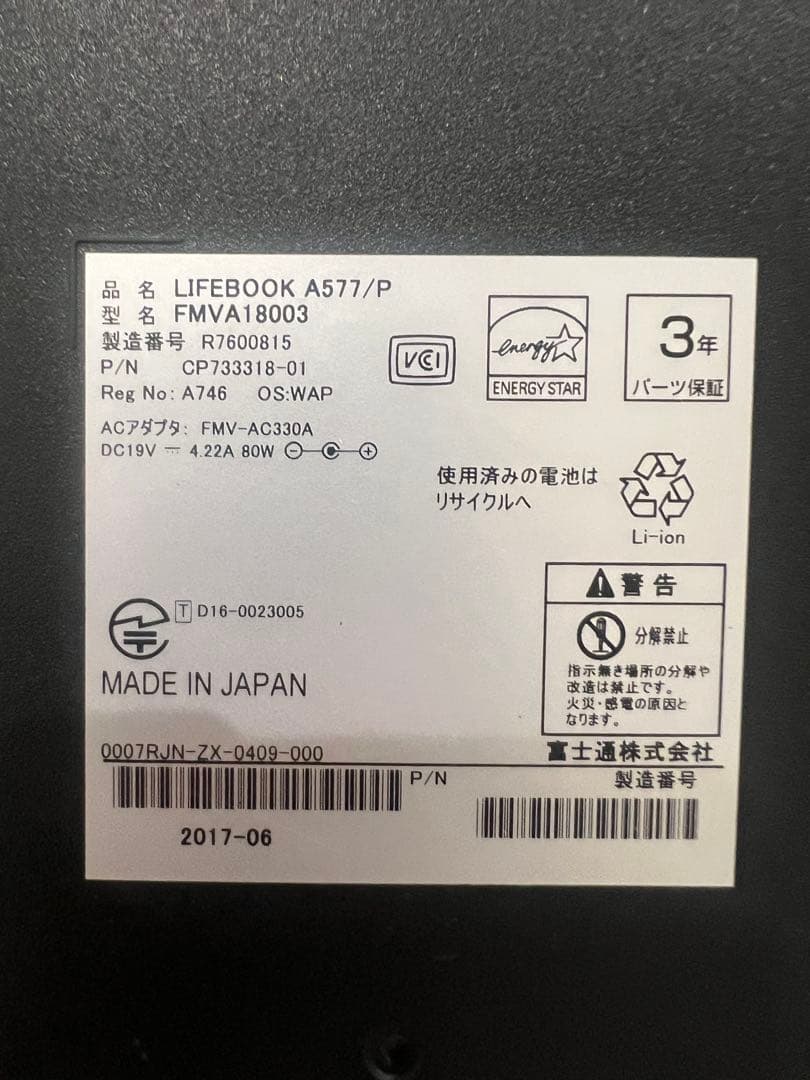 品 名 LIFEBOOK A577/P
型 名 FMVA18003
製造番号 R7600815
P/N CP733318-01
Reg No: A746 OS:WAP
VCI
energy
ENERGY STAR
3年
パーツ保証
ACアダプタ: FMV-AC330A
DC19V ⎓ 4.22A 80W
使用済みの電池は
リサイクルへ
Li-ion
警告
分解禁止
指示無き場所の分解や
改造は禁止です。
火災・感電の原因と
なります。
T D16-0023005
MADE IN JAPAN
0007RJN-ZX-0409-000
富士通株式会社
P/N
製造番号
2017-06